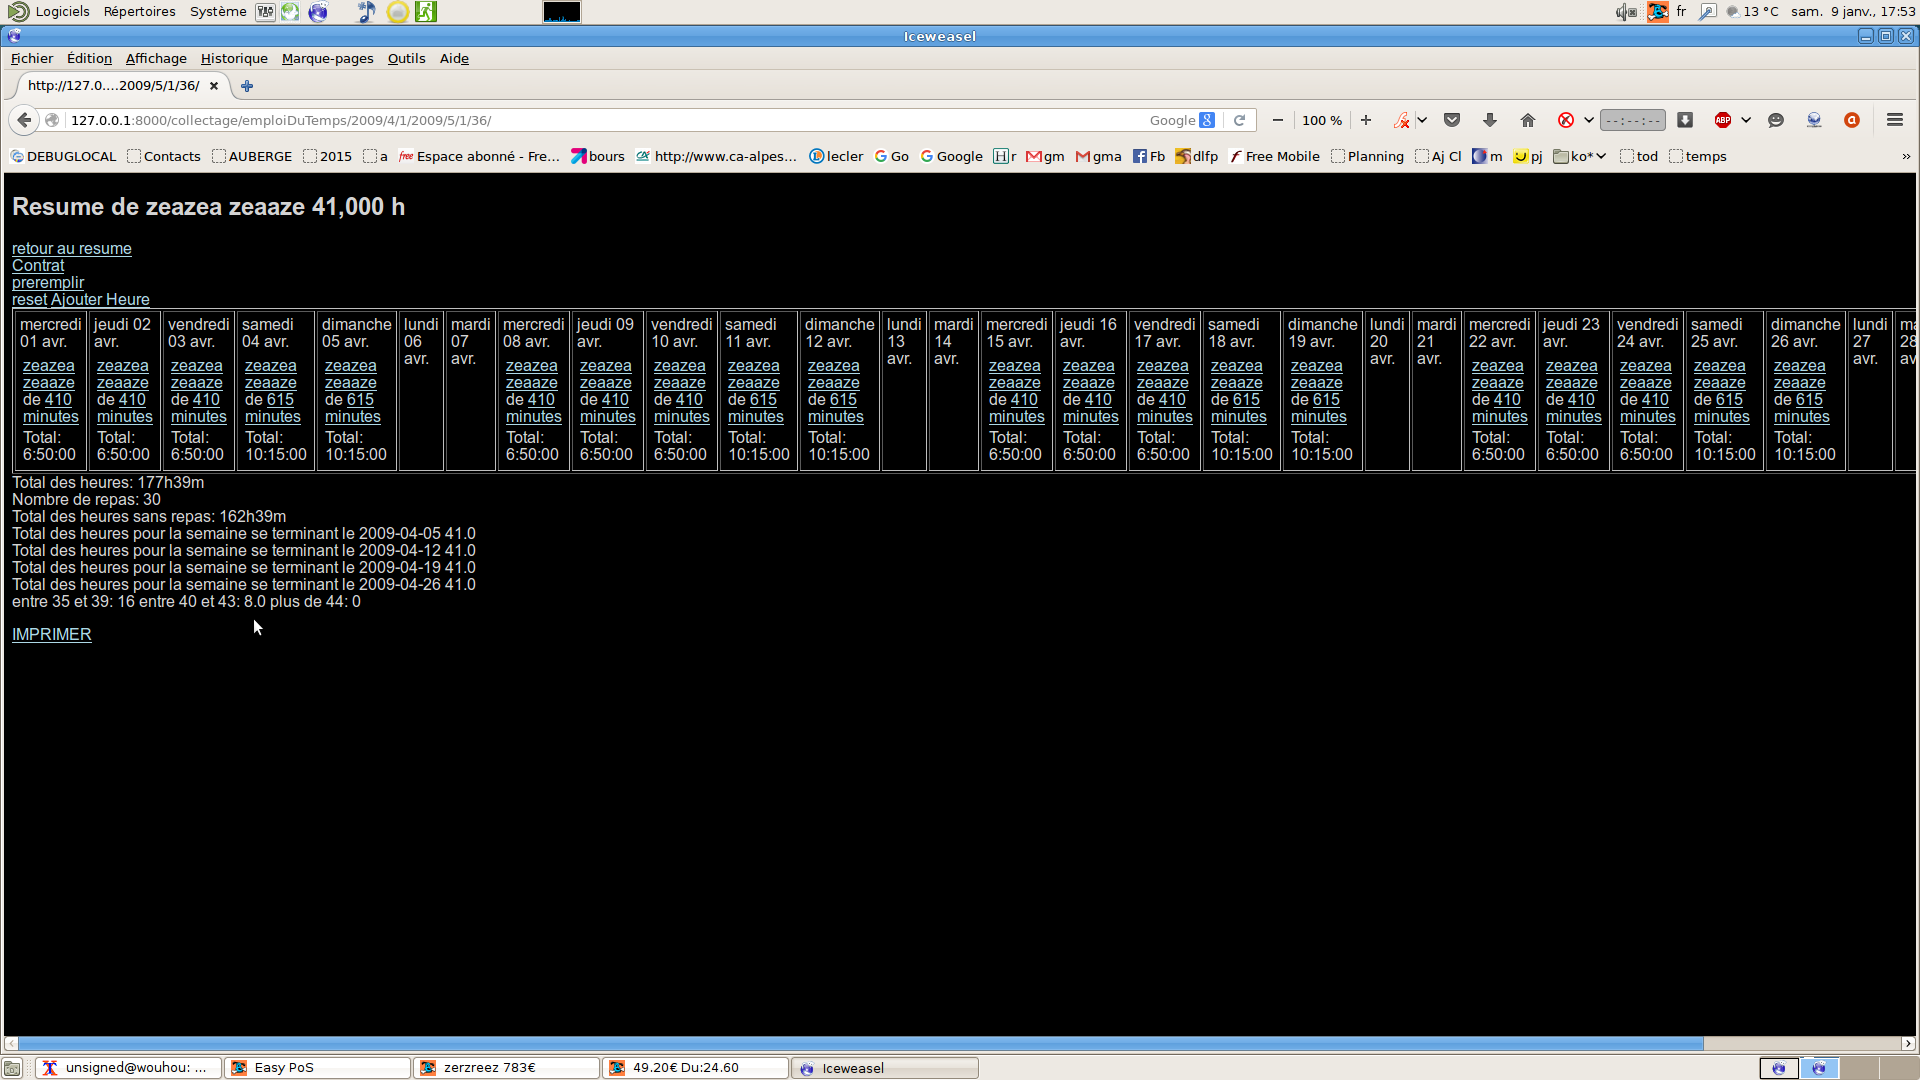 Logiciels Répertoires Système
fr 13 °C sam. 9 janv., 17:53
Iceweasel
Fichier Édition Affichage Historique Marque-pages Outils Aide
http://127.0....2009/5/1/36/
127.0.0.1:8000/collectage/emploiDuTemps/2009/4/1/2009/5/1/36/ Google 100 % --:--:-- ABP
DEBUGLOCAL Contacts AUBERGE 2015 a free Espace abonné - Fre... bours http://www.ca-alpes... lecler Go Google r gm gma Fb dlfp Free Mobile Planning Aj Cl m pj ko* tod temps »
Resume de zeazea zeaaze 41,000 h
retour au resume
Contrat
preremplir
reset Ajouter Heure
mercredi jeudi 02 vendredi samedi dimanche lundi mardi mercredi jeudi 09 vendredi samedi dimanche lundi mardi mercredi jeudi 16 vendredi samedi dimanche lundi mardi mercredi jeudi 23 vendredi samedi dimanche lundi ma
01 avr. avr. 03 avr. 04 avr. 05 avr. 06 07 08 avr. avr. 10 avr. 11 avr. 12 avr. 13 14 15 avr. avr. 17 avr. 18 avr. 19 avr. 20 21 22 avr. avr. 24 avr. 25 avr. 26 avr. 27 28
avr. avr. avr. avr. avr. avr. avr. av
zeazea zeazea zeazea zeazea zeazea zeazea zeazea zeazea zeazea zeazea zeazea zeazea zeazea zeazea zeazea zeazea zeazea zeazea zeazea zeazea
zeaaze zeaaze zeaaze zeaaze zeaaze zeaaze zeaaze zeaaze zeaaze zeaaze zeaaze zeaaze zeaaze zeaaze zeaaze zeaaze zeaaze zeaaze zeaaze zeaaze
de 410 de 410 de 410 de 615 de 615 de 410 de 410 de 410 de 615 de 615 de 410 de 410 de 410 de 615 de 615 de 410 de 410 de 410 de 615 de 615
minutes minutes minutes minutes minutes minutes minutes minutes minutes minutes minutes minutes minutes minutes minutes minutes minutes minutes minutes minutes
Total: Total: Total: Total: Total: Total: Total: Total: Total: Total: Total: Total: Total: Total: Total: Total: Total: Total: Total: Total:
6:50:00 6:50:00 6:50:00 10:15:00 10:15:00 6:50:00 6:50:00 6:50:00 10:15:00 10:15:00 6:50:00 6:50:00 6:50:00 10:15:00 10:15:00 6:50:00 6:50:00 6:50:00 10:15:00 10:15:00
Total des heures: 177h39m
Nombre de repas: 30
Total des heures sans repas: 162h39m
Total des heures pour la semaine se terminant le 2009-04-05 41.0
Total des heures pour la semaine se terminant le 2009-04-12 41.0
Total des heures pour la semaine se terminant le 2009-04-19 41.0
Total des heures pour la semaine se terminant le 2009-04-26 41.0
entre 35 et 39: 16 entre 40 et 43: 8.0 plus de 44: 0
IMPRIMER
unsigned@wouhou: ... Easy PoS zerzreez 783€ 49.20€ Du:24.60 Iceweasel